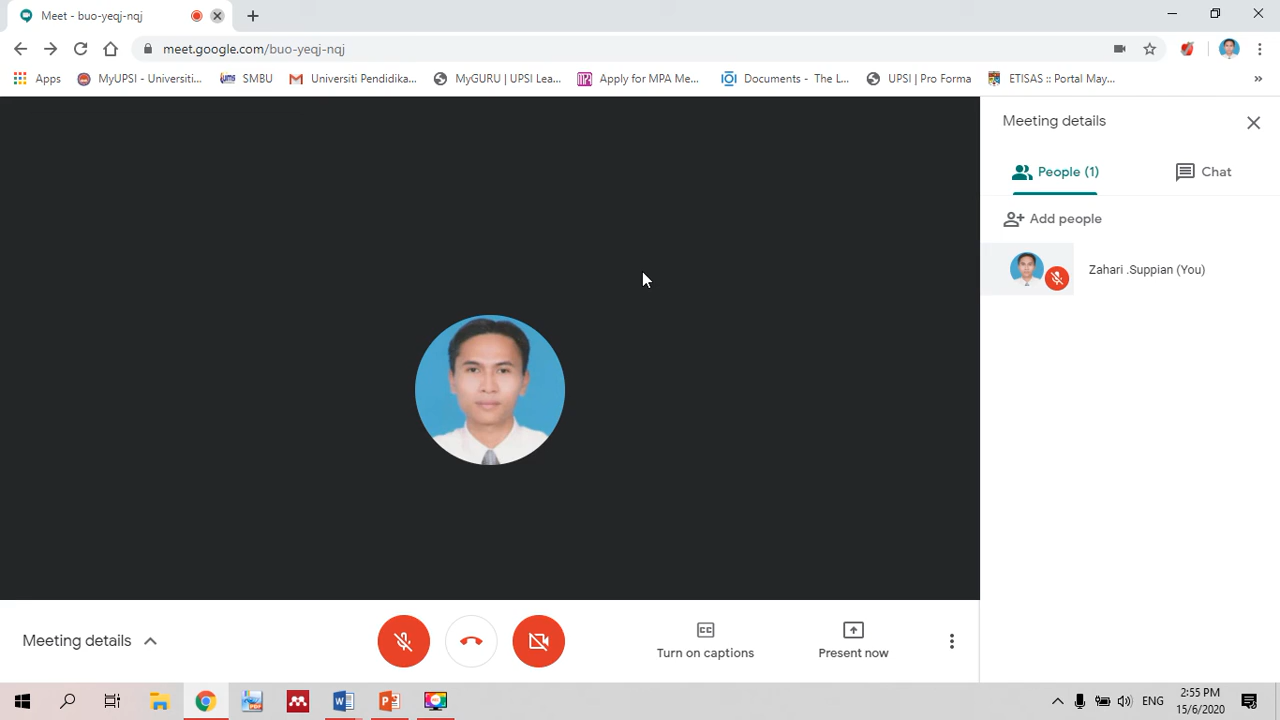 Meet - buo-yeqj-nqj
meet.google.com/buo-yeqj-nqj
Apps MyUPSI - Universiti... SMBU Universiti Pendidika... MyGURU | UPSI Lea... Apply for MPA Me... Documents - The L... UPSI | Pro Forma ETISAS :: Portal May... »
Meeting details
People (1) Chat
Add people
Zahari .Suppian (You)
Meeting details
CC
Turn on captions
Present now
ENG
2:55 PM
15/6/2020